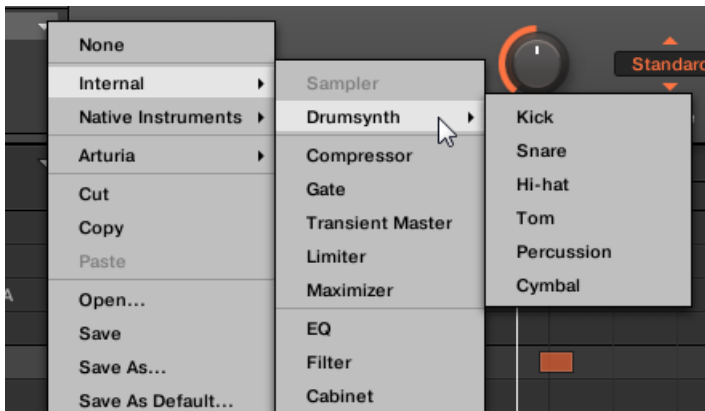 None
Internal
Native Instruments
Arturia
Cut
Copy
Paste
Open...
Save
Save As...
Save As Default...
Sampler
Drumsynth
Compressor
Gate
Transient Master
Limiter
Maximizer
EQ
Filter
Cabinet
Kick
Snare
Hi-hat
Tom
Percussion
Cymbal
Standard
A